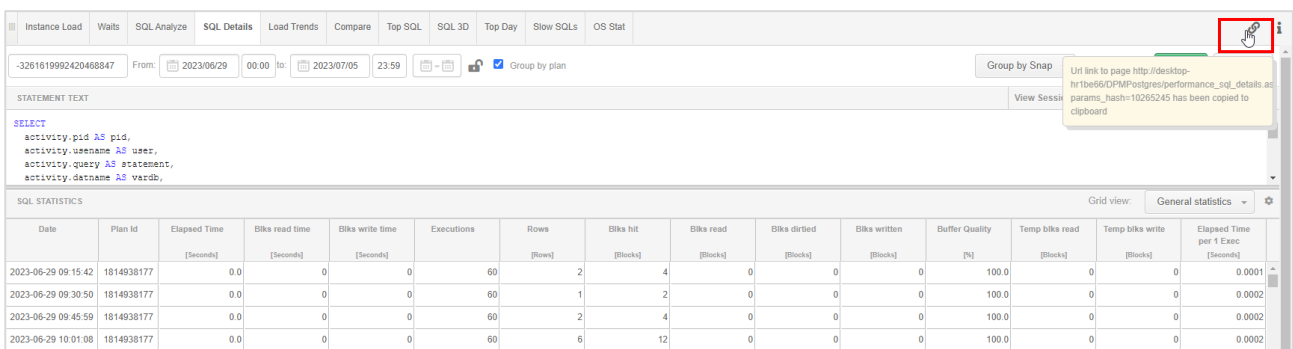 Instance Load Waits SQL Analyze SQL Details Load Trends Compare Top SQL SQL 3D Top Day Slow SQLs OS Stat
-3261619992420468847 From: 2023/06/29 00:00 to: 2023/07/05 23:59 Group by plan Group by Snap
Url link to page http://desktop-
hr1be66/DPMPostgres/performance_sql_details.as
params_hash=10265245 has been copied to
clipboard
STATEMENT TEXT View Sessi
SELECT
activity.pid AS pid,
activity.usename AS user,
activity.query AS statement,
activity.datname AS vardb,
SQL STATISTICS Grid view: General statistics
Date Plan Id Elapsed Time Blks read time Blks write time Executions Rows Blks hit Blks read Blks dirtied Blks written Buffer Quality Temp blks read Temp blks write Elapsed Time
per 1 Exec
[Seconds] [Seconds] [Seconds] [Rows] [Blocks] [Blocks] [Blocks] [Blocks] [%] [Blocks] [Blocks] [Seconds]
2023-06-29 09:15:42 1814938177 0.0 0 0 60 2 4 0 0 0 100.0 0 0 0.0001
2023-06-29 09:30:50 1814938177 0.0 0 0 60 1 2 0 0 0 100.0 0 0 0.0002
2023-06-29 09:45:59 1814938177 0.0 0 0 60 2 4 0 0 0 100.0 0 0 0.0002
2023-06-29 10:01:08 1814938177 0.0 0 0 60 6 12 0 0 0 100.0 0 0 0.0002